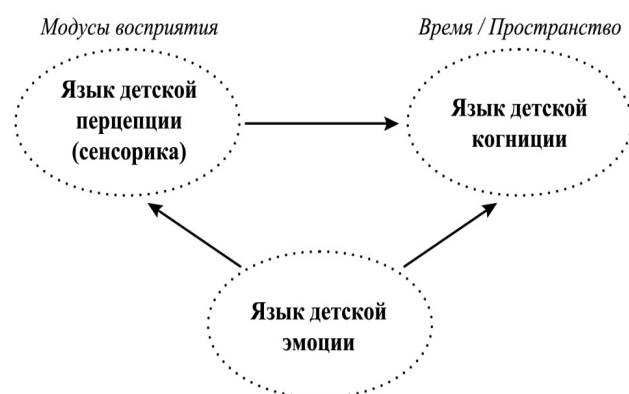 Модусы восприятия
Время / Пространство
Язык детской
перцепции
(сенсорика)
Язык детской
когниции
Язык детской
эмоции